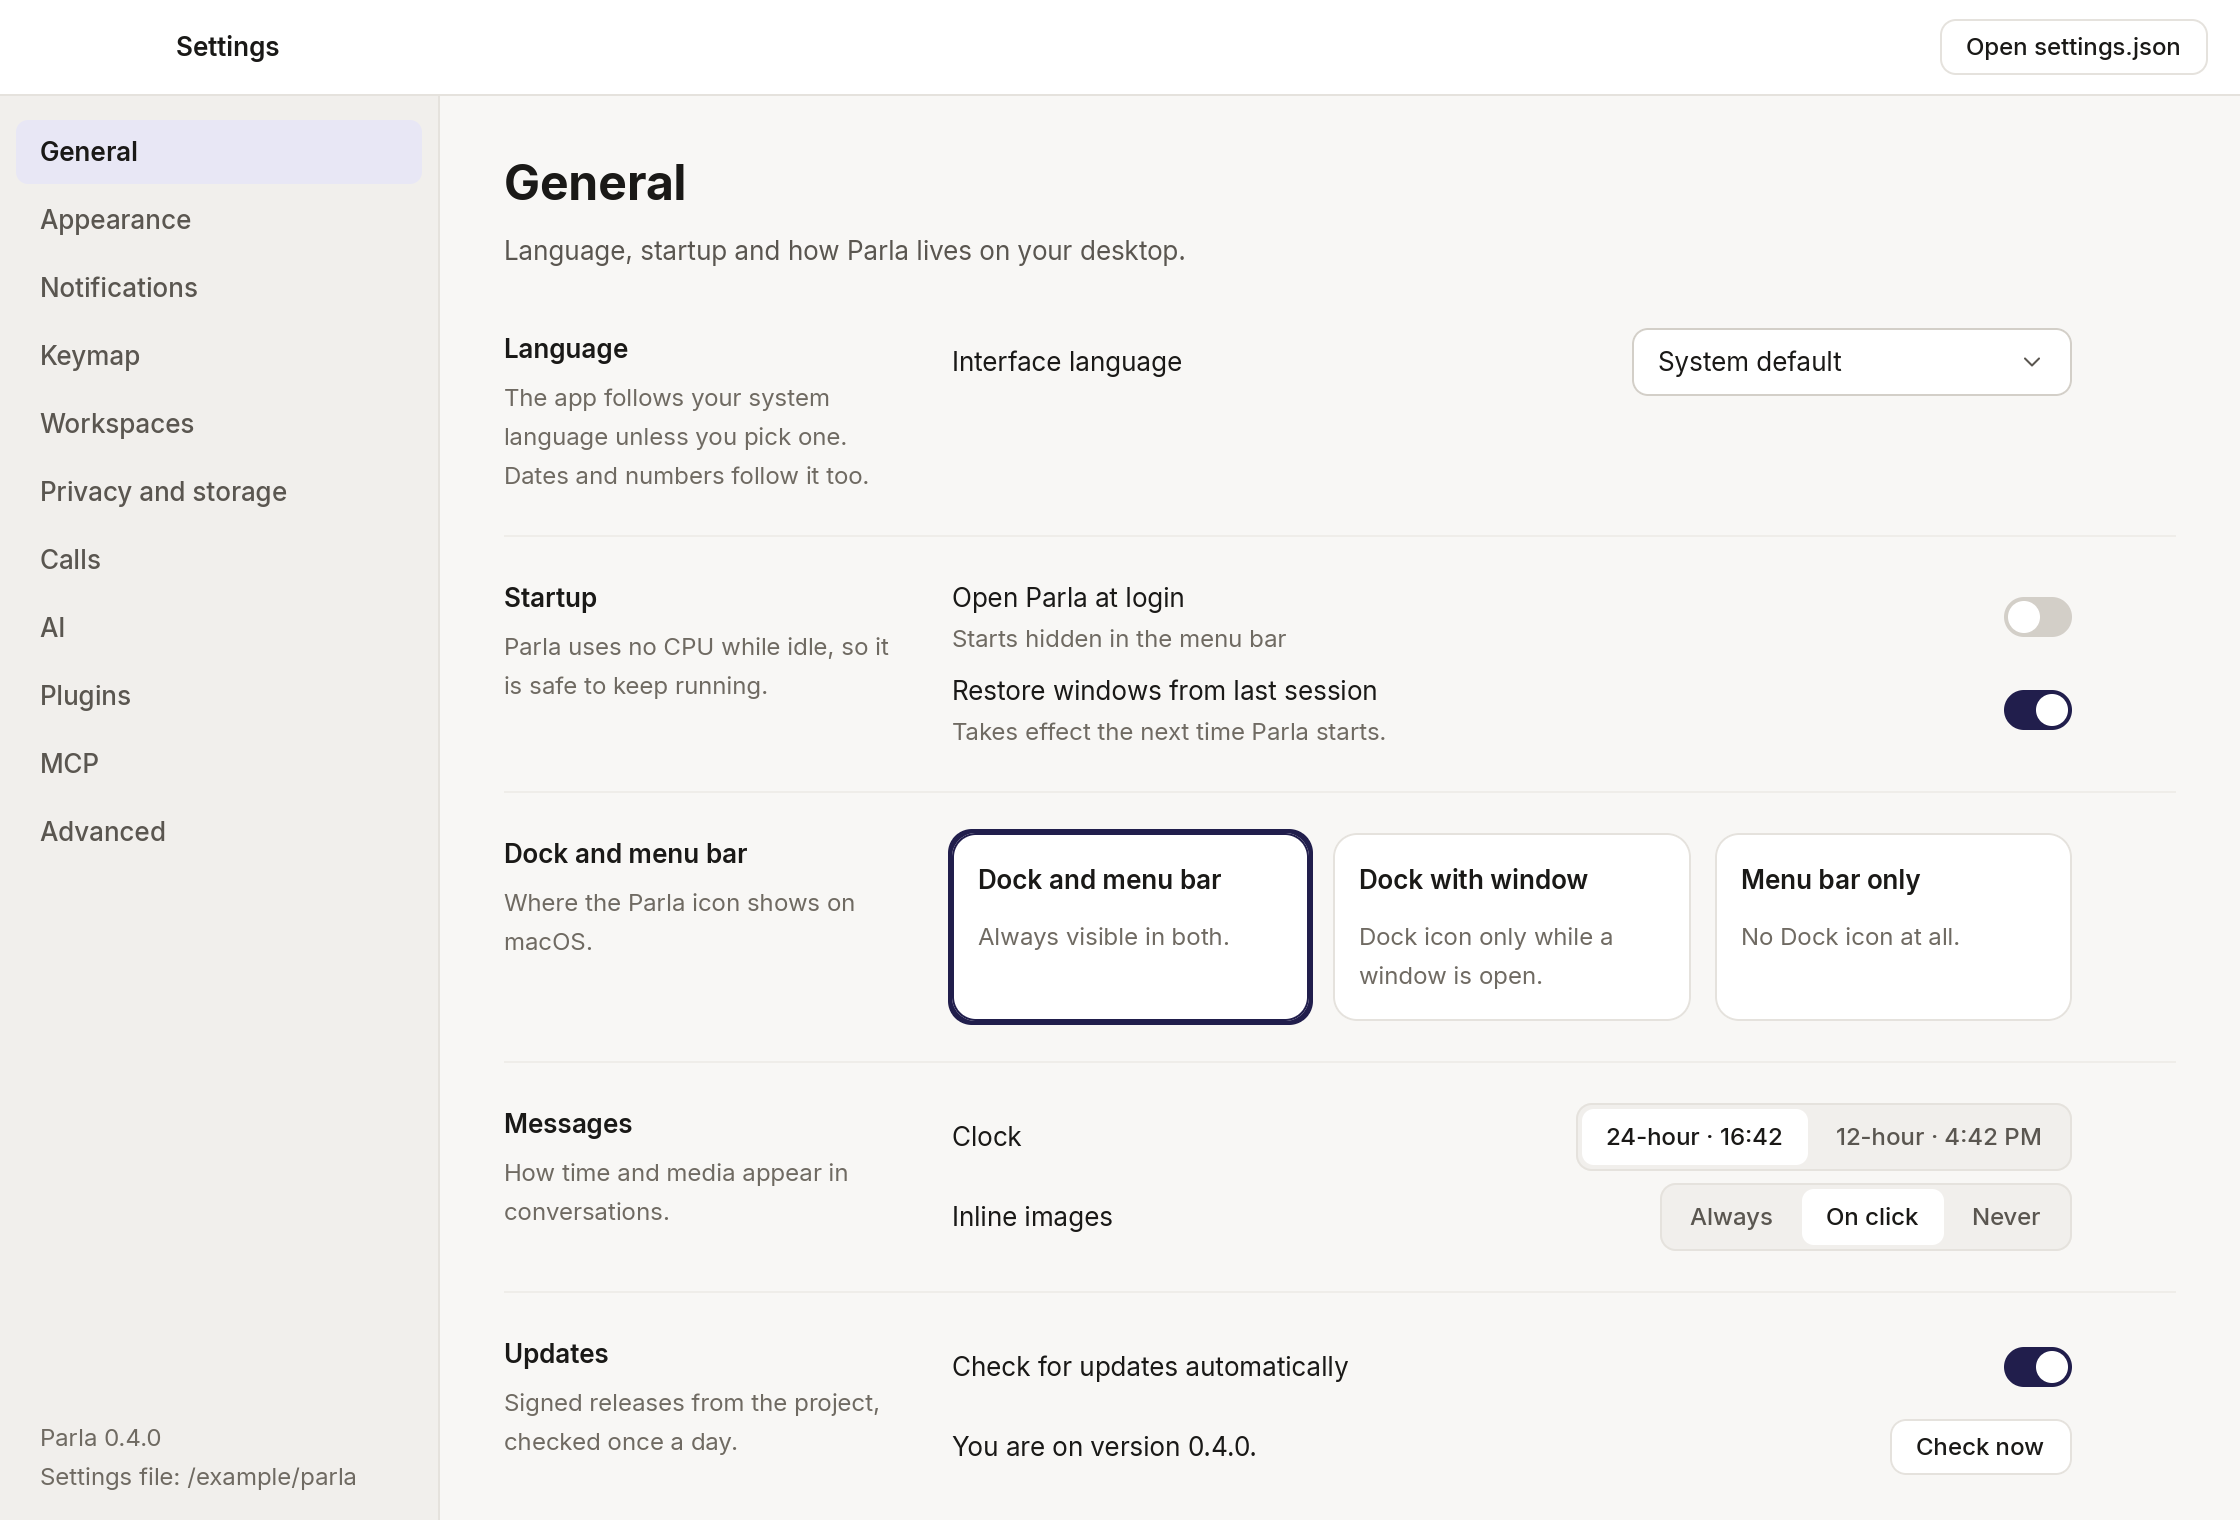 Settings
Open settings.json
General
Appearance
Notifications
Keymap
Workspaces
Privacy and storage
Calls
AI
Plugins
MCP
Advanced
Parla 0.4.0
Settings file: /example/parla
General
Language, startup and how Parla lives on your desktop.
Language
The app follows your system
language unless you pick one.
Dates and numbers follow it too.
Interface language
System default
Startup
Parla uses no CPU while idle, so it
is safe to keep running.
Open Parla at login
Starts hidden in the menu bar
Restore windows from last session
Takes effect the next time Parla starts.
Dock and menu bar
Where the Parla icon shows on
macOS.
Dock and menu bar
Always visible in both.
Dock with window
Dock icon only while a
window is open.
Menu bar only
No Dock icon at all.
Messages
How time and media appear in
conversations.
Clock
24-hour · 16:42
12-hour · 4:42 PM
Inline images
Always
On click
Never
Updates
Signed releases from the project,
checked once a day.
Check for updates automatically
You are on version 0.4.0.
Check now